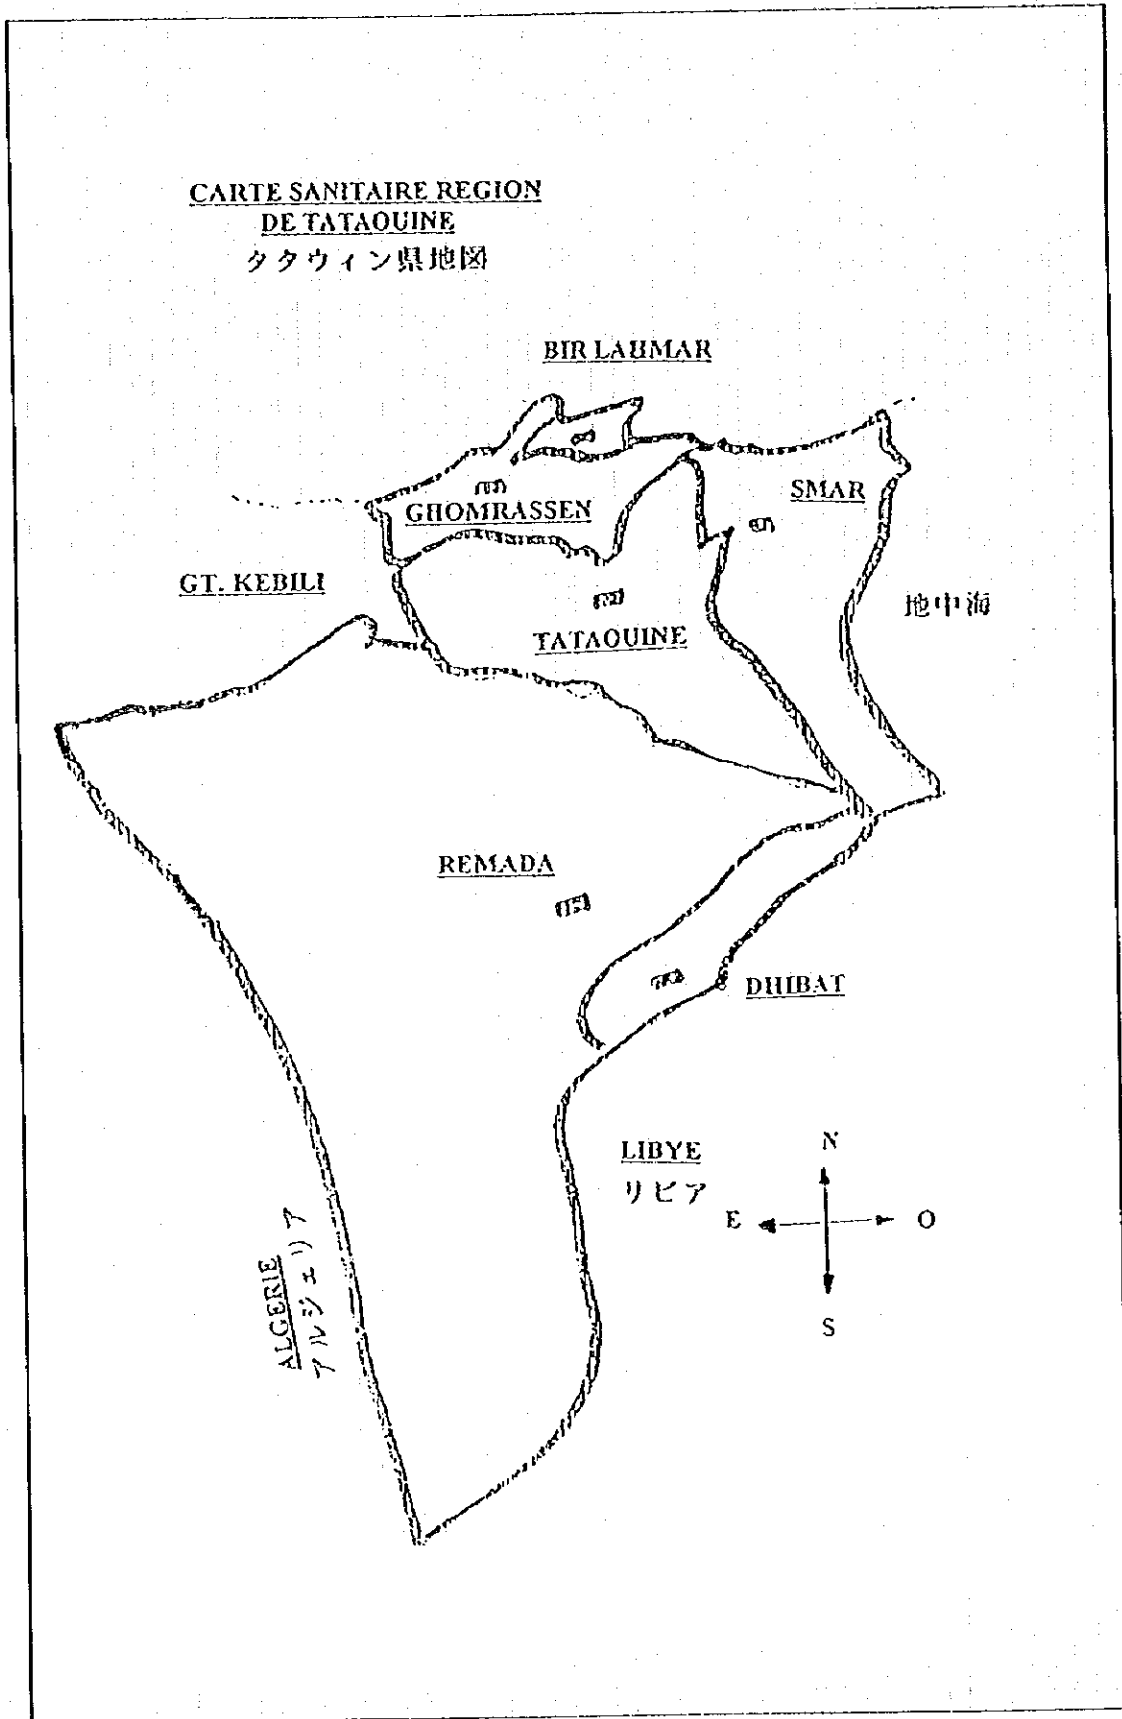 CARTE SANITAIRE REGION
DE TATAOUINE
タタウィン県地図
BIR LAHMAR
SMAR
GHOMRASSEN
GT. KEBILI
地中海
TATAOUINE
REMADA
DHIBAT
LIBYE
リビア
N
E
O
S
ALGERIE
アルジェリア